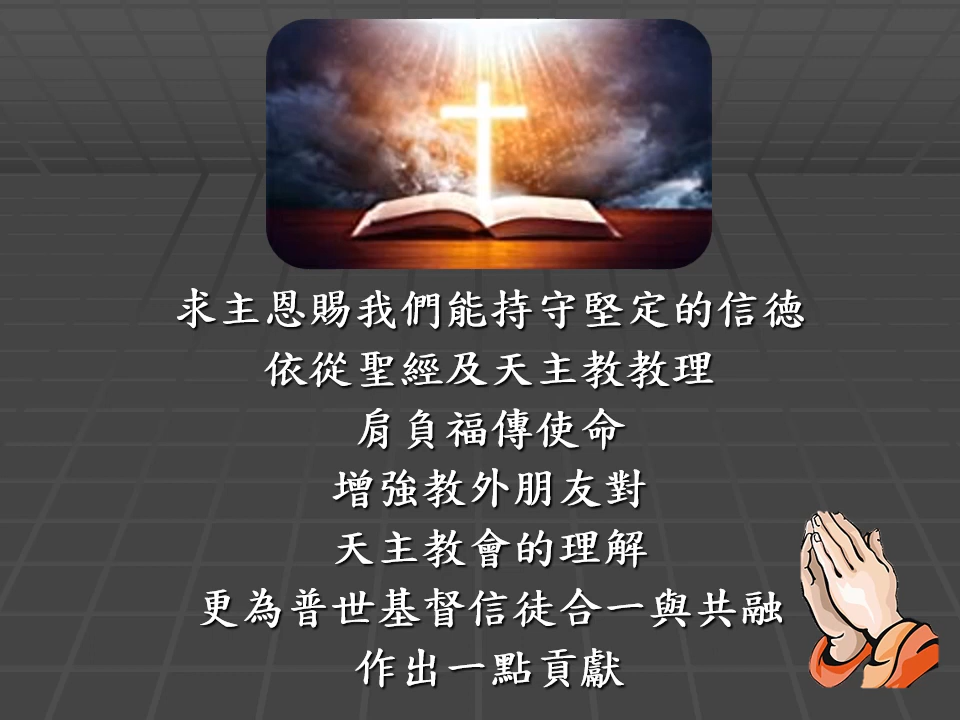 求主恩賜我們能持守堅定的信德
依從聖經及天主教教理
肩負福傳使命
增強教外朋友對
天主教會的理解
更為普世基督信徒合一與共融
作出一點貢獻